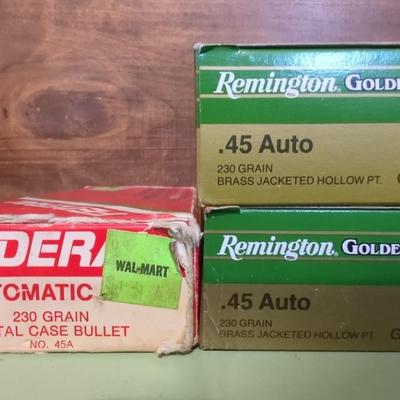 Remington GOLDE
.45 Auto
230 GRAIN
BRASS JACKETED HOLLOW PT.
Remington GOLDE
.45 Auto
230 GRAIN
BRASS JACKETED HOLLOW PT.
DERA
WAL-MART
TOMATIC
230 GRAIN
TAL CASE BULLET
NO. 45A